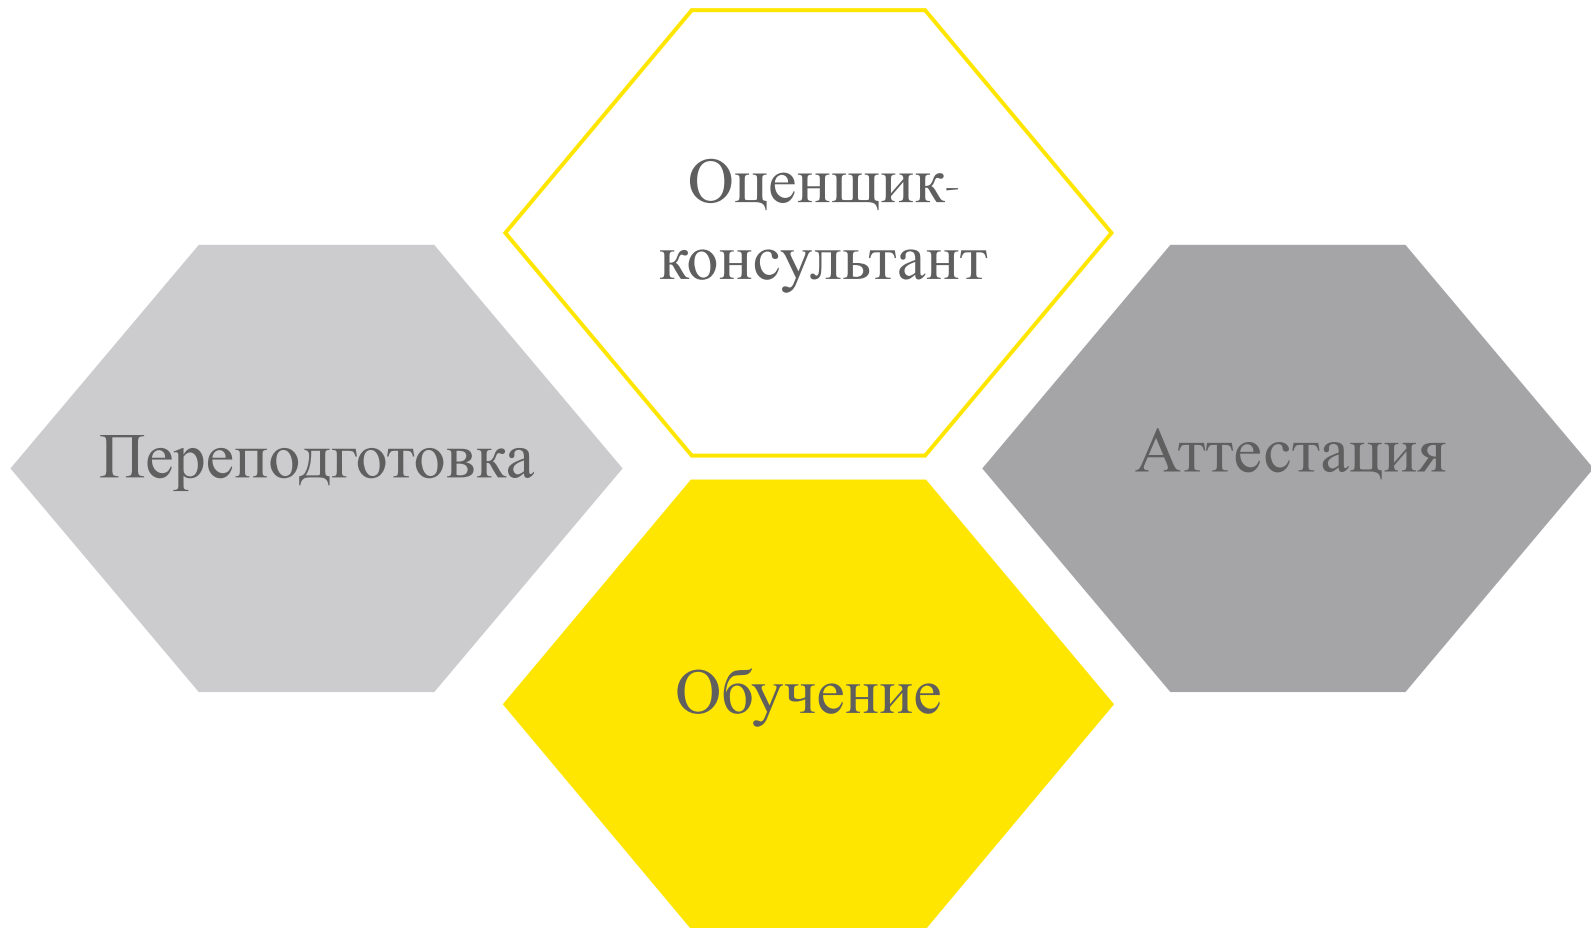 Оценщик-
консультант
Переподготовка
Аттестация
Обучение